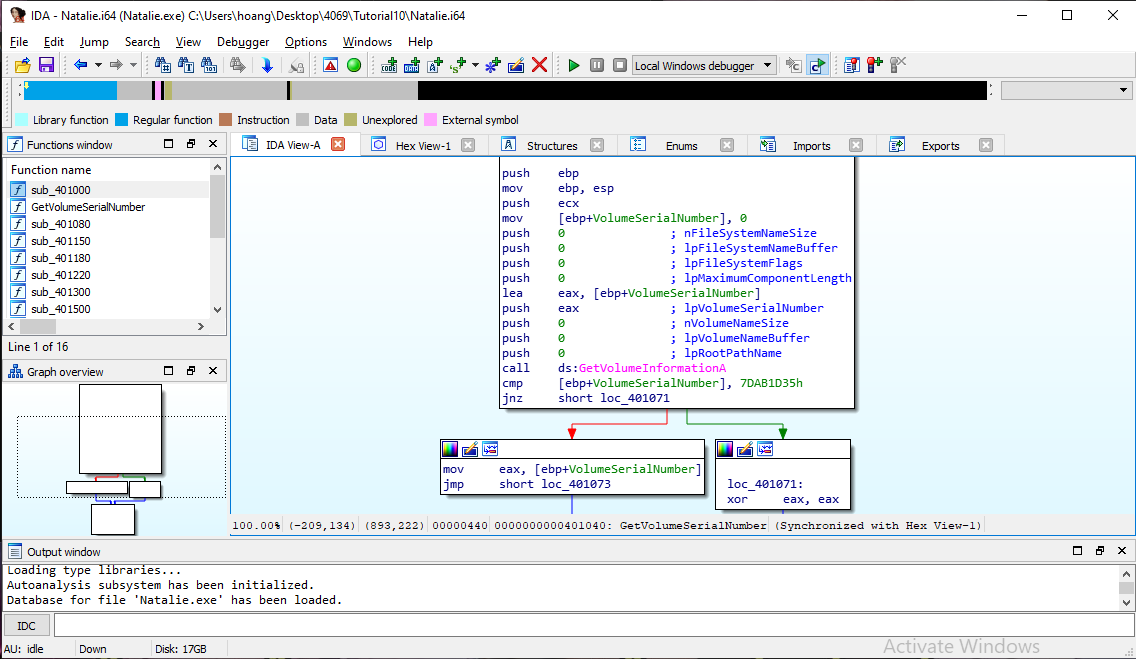 IDA - Natalie.i64 (Natalie.exe) C:\Users\hoang\Desktop\4069\Tutorial10\Natalie.i64
File Edit Jump Search View Debugger Options Windows Help
Local Windows debugger
Library function Regular function Instruction Data Unexplored External symbol
Functions window
Function name
sub_401000
GetVolumeSerialNumber
sub_401080
sub_401150
sub_401180
sub_401220
sub_401300
sub_401500
Line 1 of 16
Graph overview
IDA View-A Hex View-1 Structures Enums Imports Exports
push ebp
mov ebp, esp
push ecx
mov [ebp+VolumeSerialNumber], 0
push 0 ; nFileSystemNameSize
push 0 ; lpFileSystemNameBuffer
push 0 ; lpFileSystemFlags
push 0 ; lpMaximumComponentLength
lea eax, [ebp+VolumeSerialNumber]
push eax ; lpVolumeSerialNumber
push 0 ; nVolumeNameSize
push 0 ; lpVolumeNameBuffer
push 0 ; lpRootPathName
call ds:GetVolumeInformationA
cmp [ebp+VolumeSerialNumber], 7DAB1D35h
jnz short loc_401071
mov eax, [ebp+VolumeSerialNumber]
jmp short loc_401073
loc_401071:
xor eax, eax
100.00% (-209,134) (893,222) 00000440 0000000000401040: GetVolumeSerialNumber (Synchronized with Hex View-1)
Output window
Loading type libraries...
Autoanalysis subsystem has been initialized.
Database for file 'Natalie.exe' has been loaded.
IDC
AU: idle Down Disk: 17GB
Activate Windows